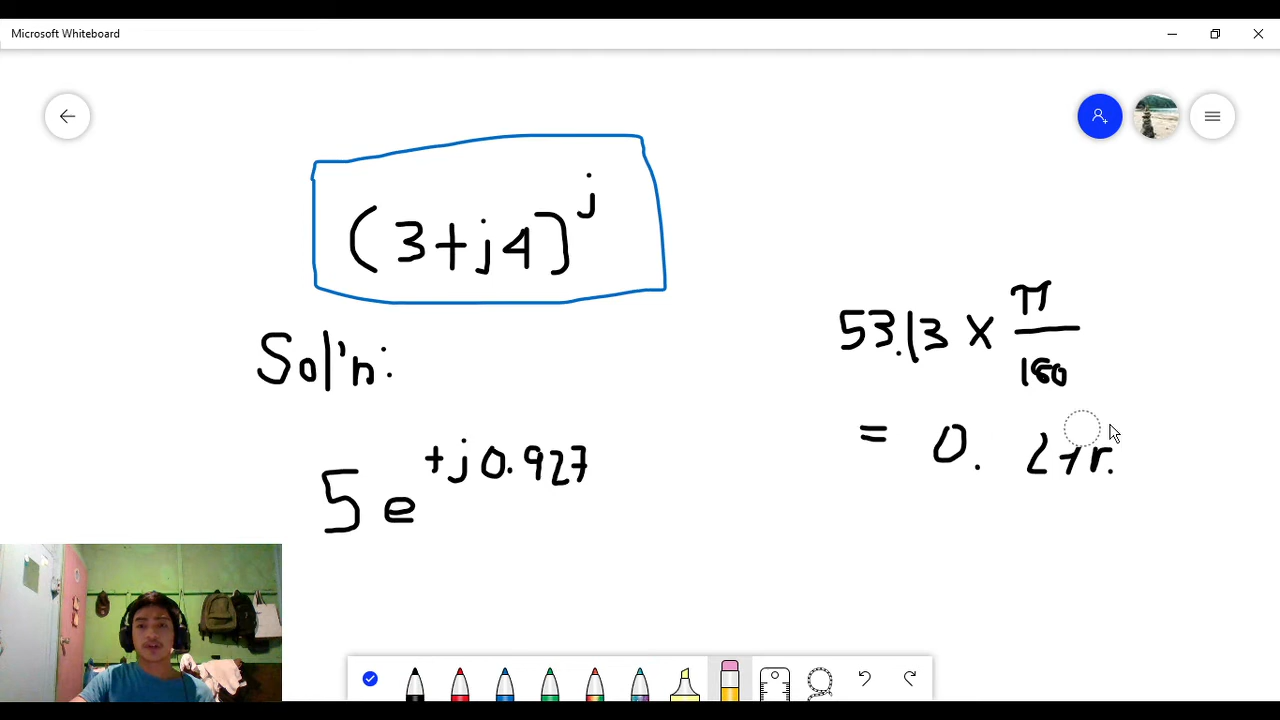 Microsoft Whiteboard
(3+j4)^j
Sol'n:
5 e^+j0.927
53.13 × π/180
= 0.